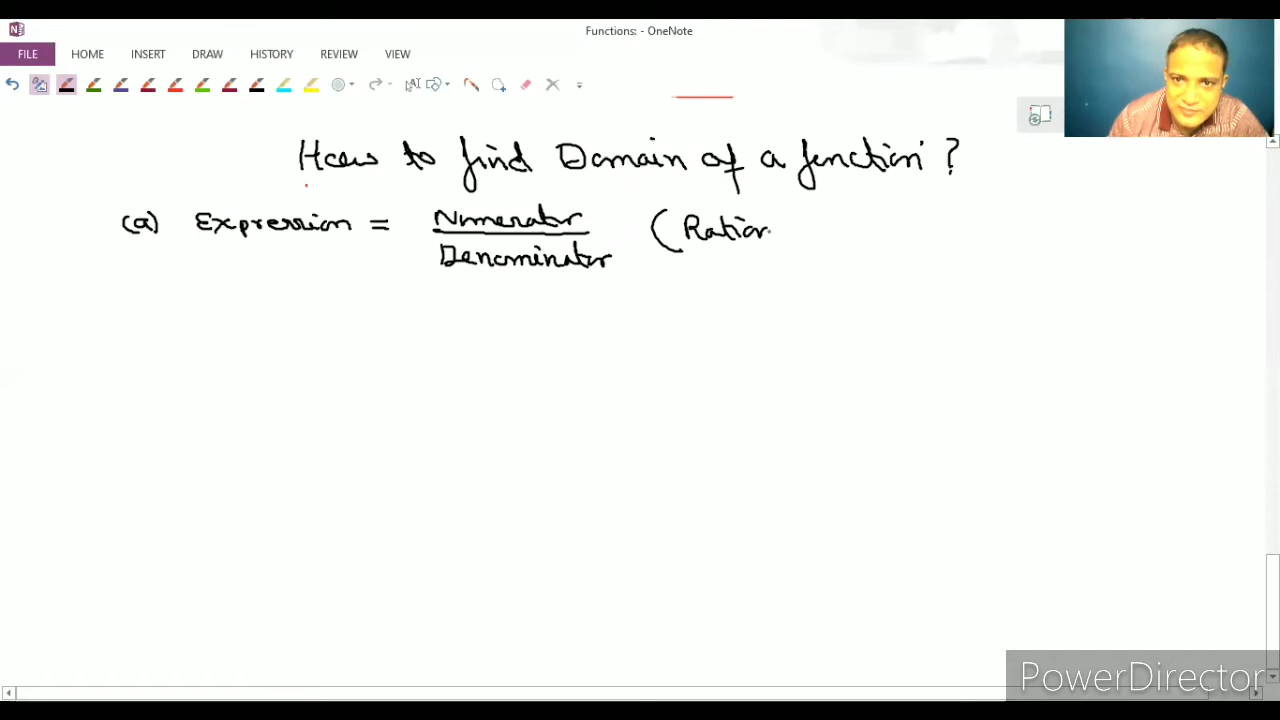 Functions: - OneNote
FILE HOME INSERT DRAW HISTORY REVIEW VIEW
How to find Domain of a function ?
(a) Expression = Numerator / Denominator (Ration
PowerDirector